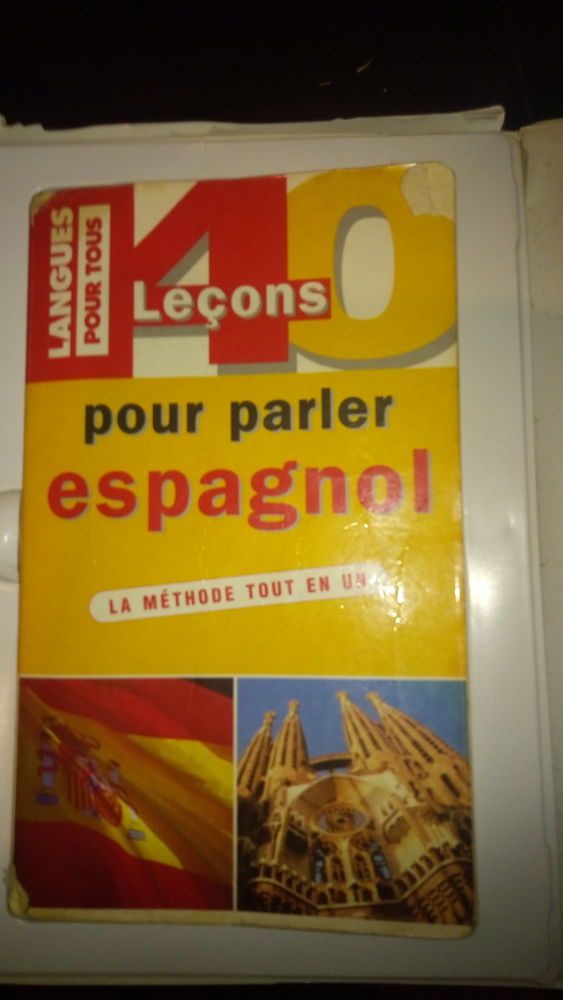 LANGUES
POUR TOUS
40
Leçons
pour parler
espagnol
LA MÉTHODE TOUT EN UN